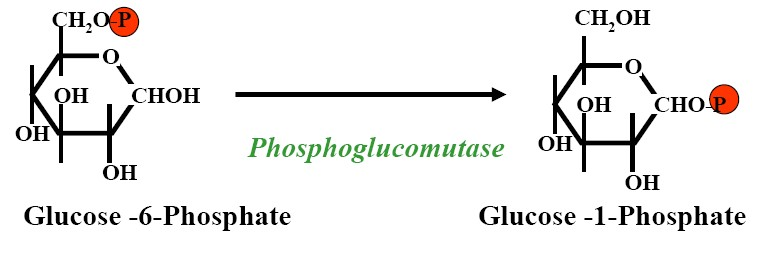 CH2O-P
O
OH
CHOH
OH
OH
Glucose -6-Phosphate
Phosphoglucomutase
CH2OH
O
OH
CHO-P
OH
OH
Glucose -1-Phosphate